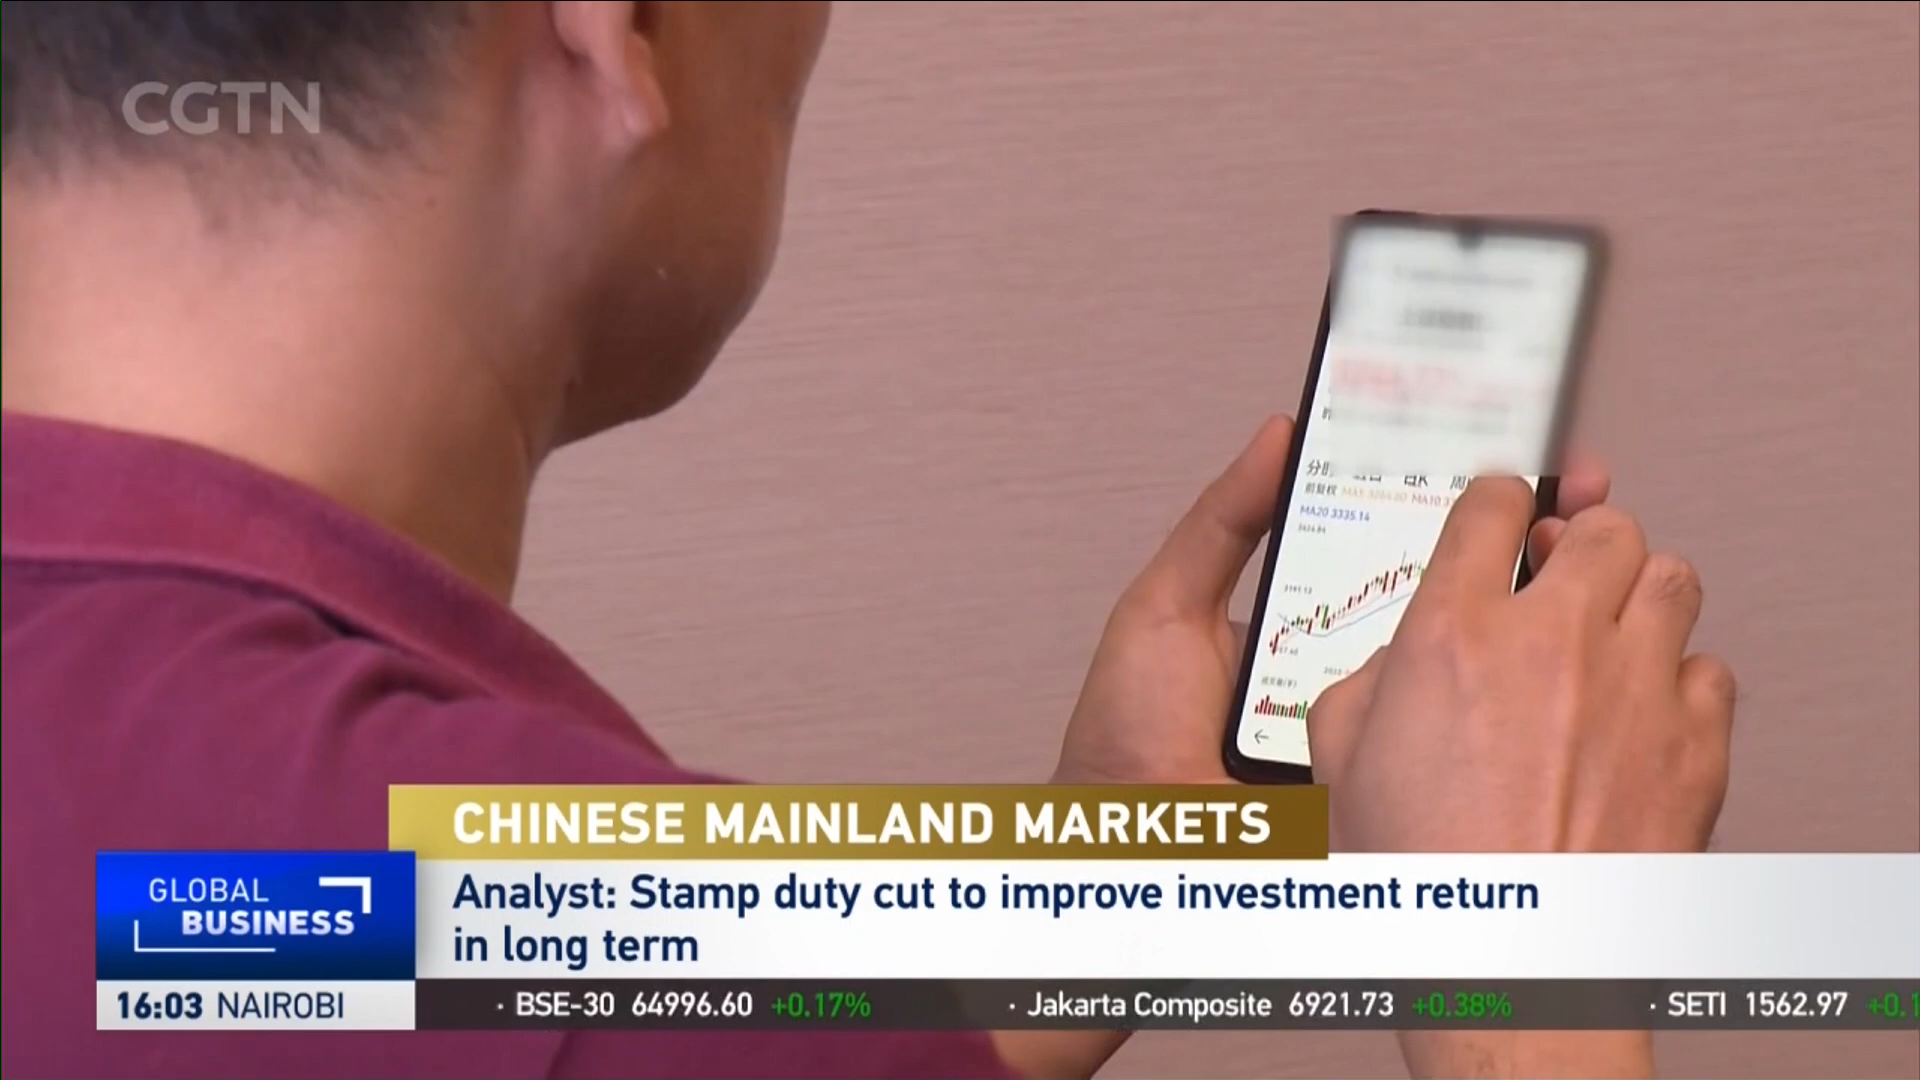 CGTN
MA20 3335.14
CHINESE MAINLAND MARKETS
Analyst: Stamp duty cut to improve investment return
in long term
GLOBAL
BUSINESS
16:03 NAIROBI
· BSE-30 64996.60 +0.17% · Jakarta Composite 6921.73 +0.38% · SETI 1562.97 +0.1